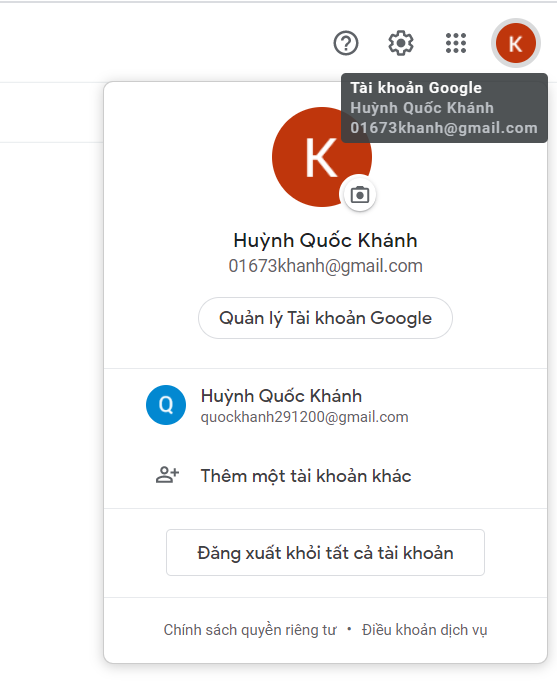 K
Tài khoản Google
Huỳnh Quốc Khánh
01673khanh@gmail.com
K
Huỳnh Quốc Khánh
01673khanh@gmail.com
Quản lý Tài khoản Google
Q
Huỳnh Quốc Khánh
quockhanh291200@gmail.com
Thêm một tài khoản khác
Đăng xuất khỏi tất cả tài khoản
Chính sách quyền riêng tư • Điều khoản dịch vụ